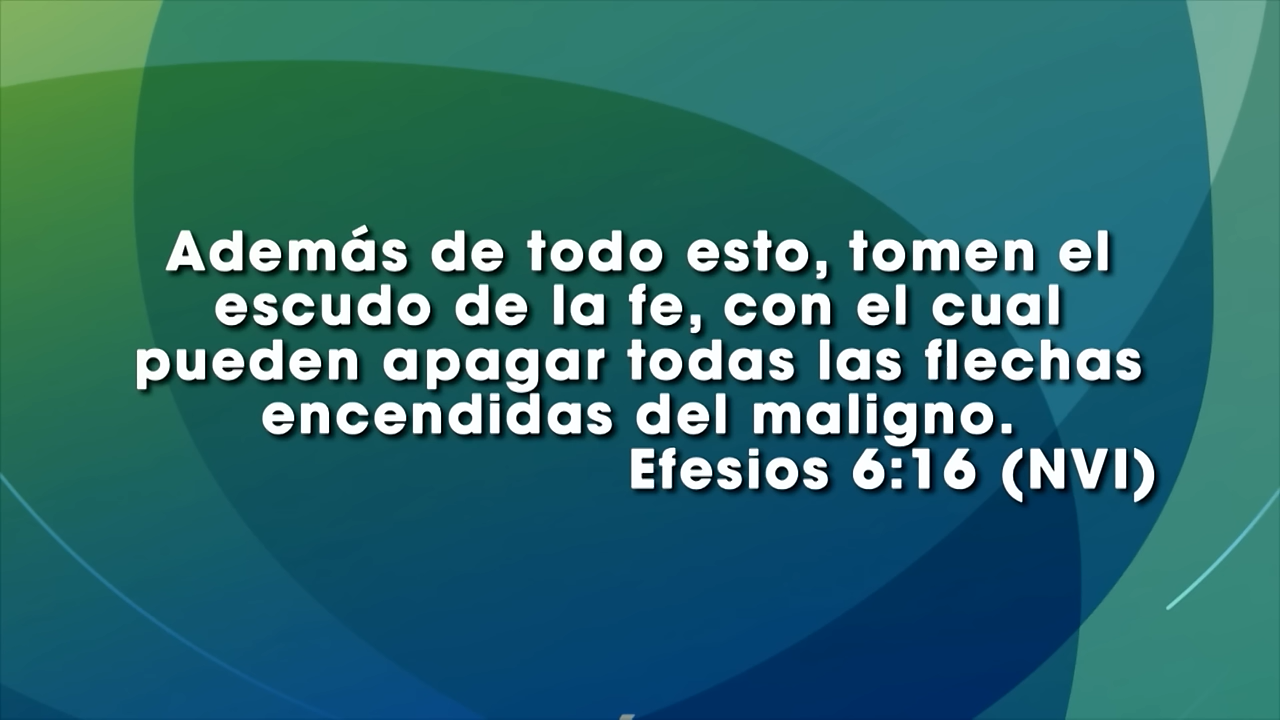 Además de todo esto, tomen el
escudo de la fe, con el cual
pueden apagar todas las flechas
encendidas del maligno.
Efesios 6:16 (NVI)